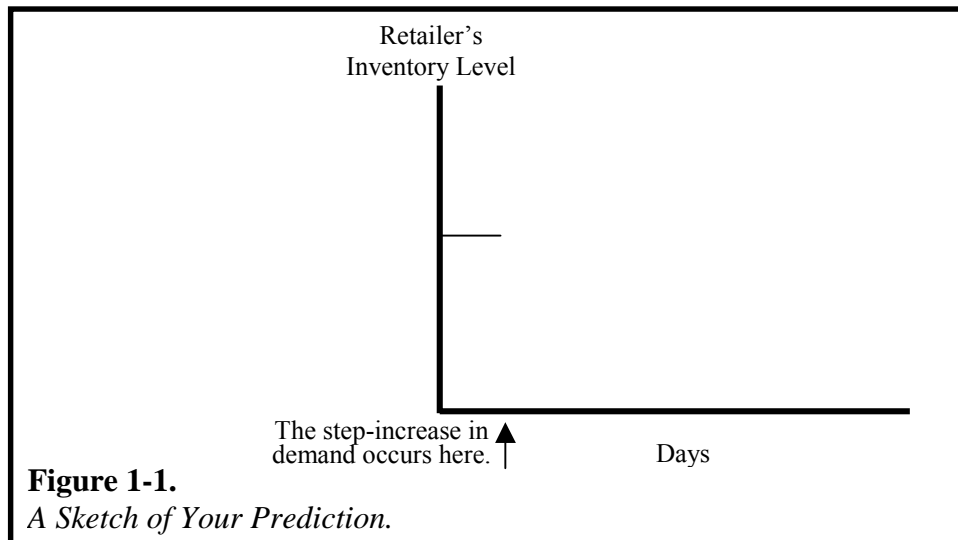 Retailer’s
Inventory Level
The step-increase in
demand occurs here.
Days
Figure 1-1.
A Sketch of Your Prediction.